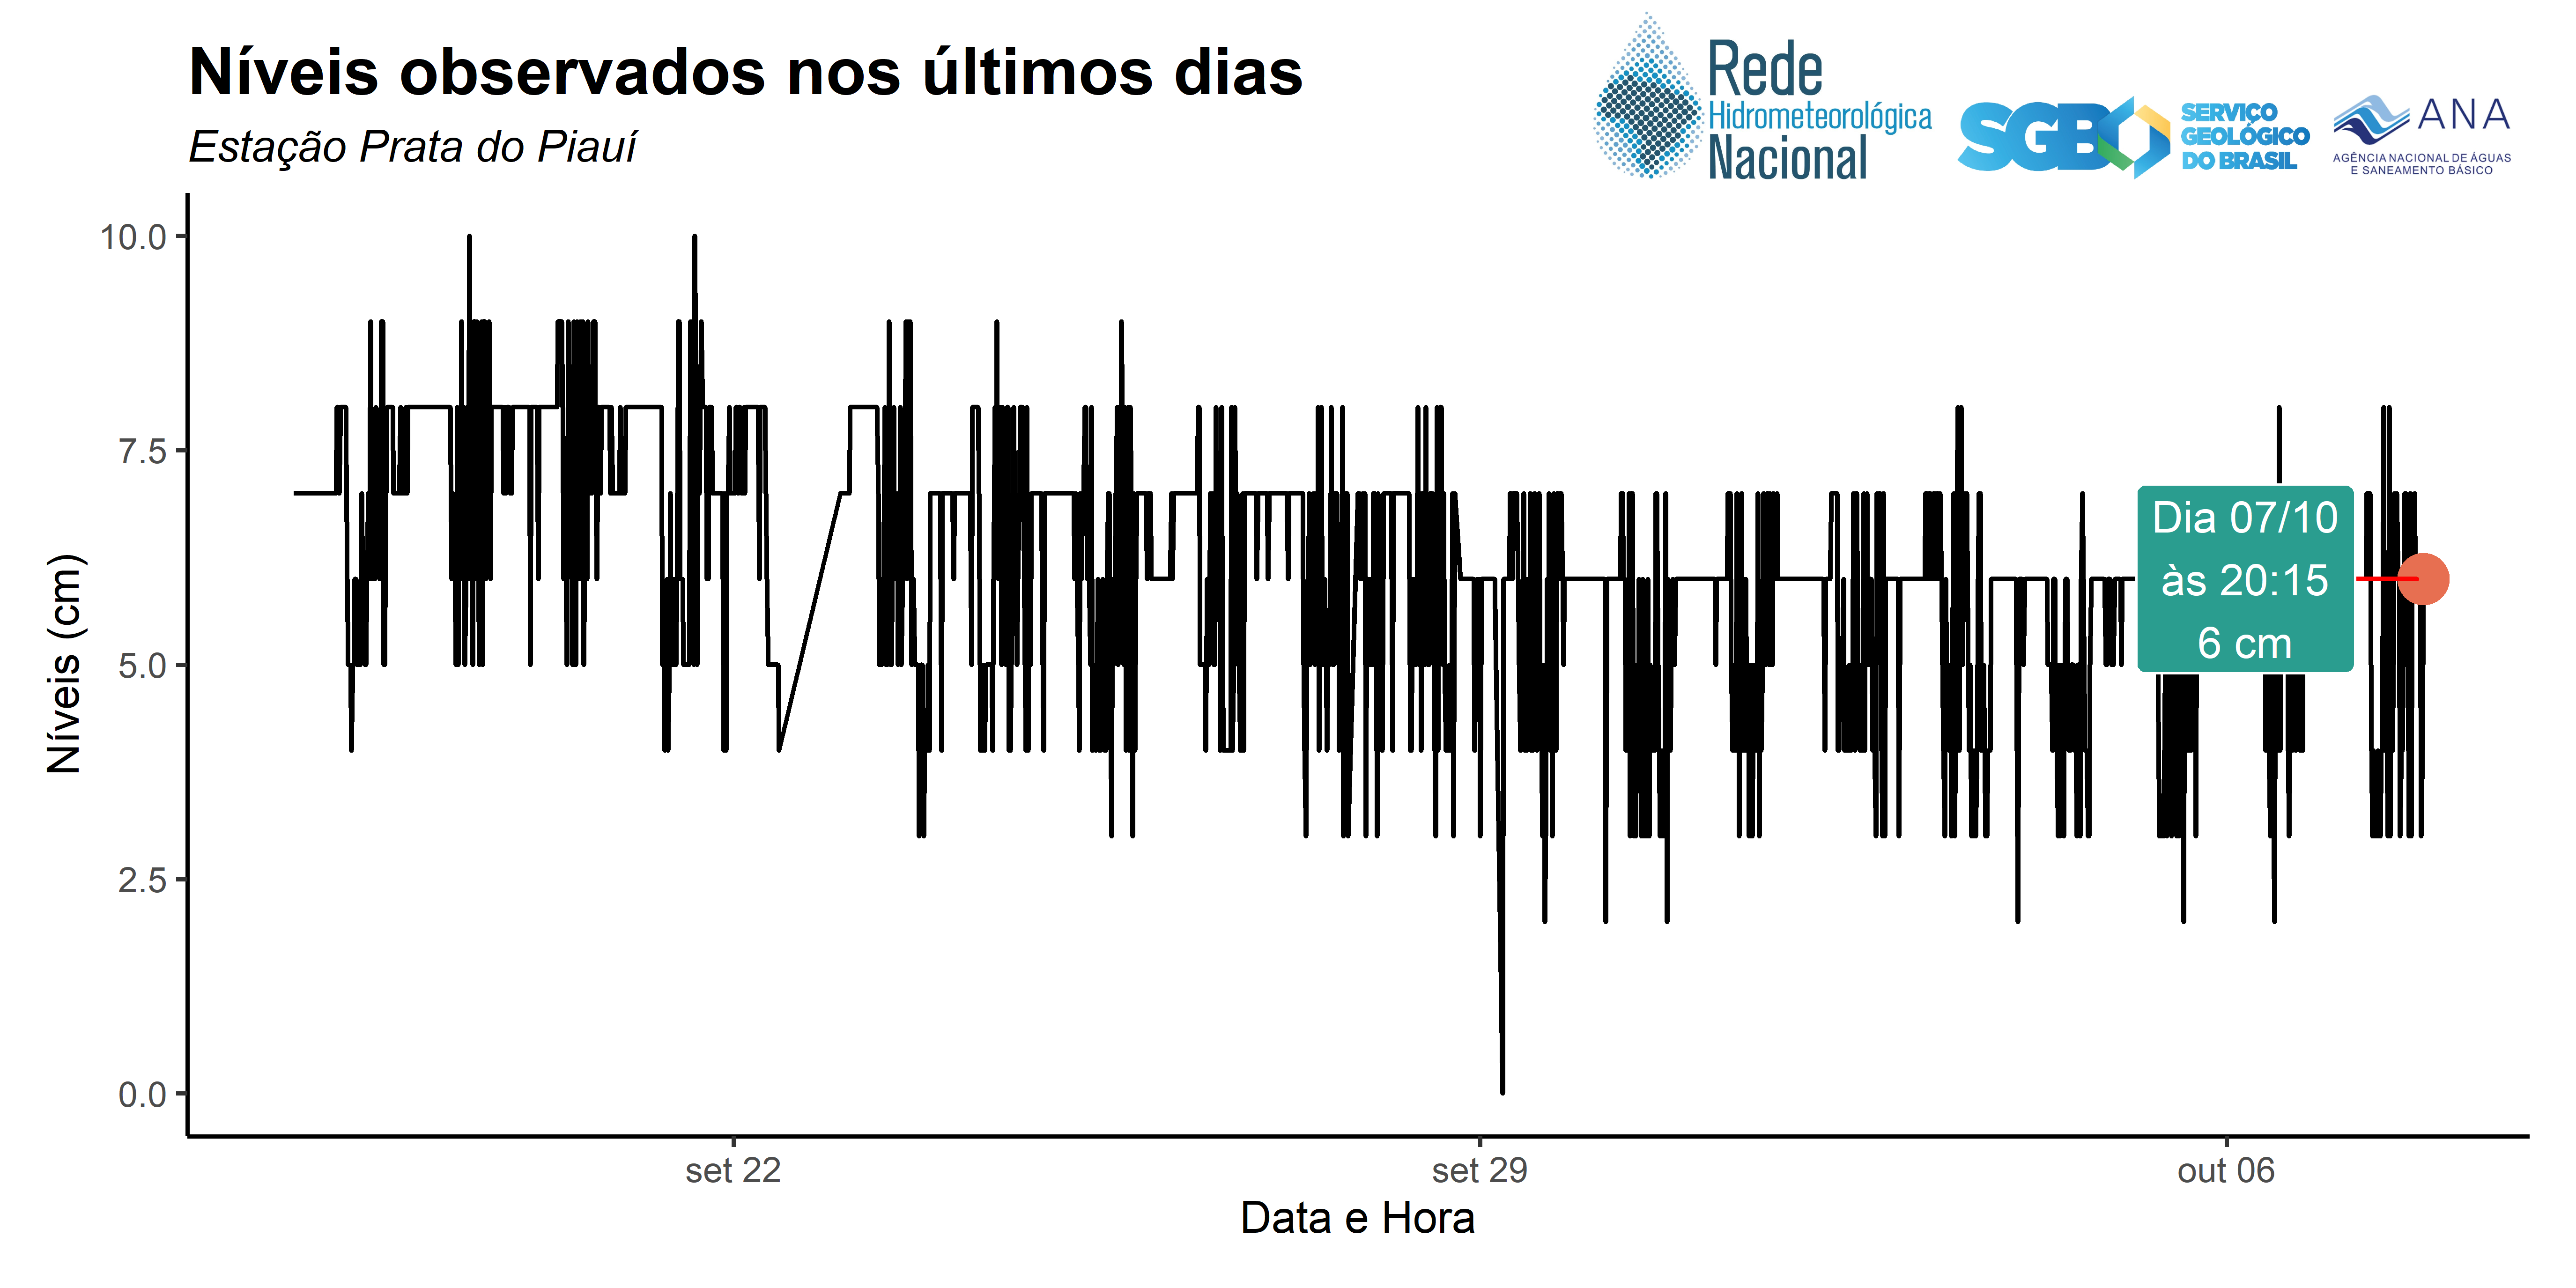 Níveis observados nos últimos dias
Estação Prata do Piauí
Rede
Hidrometeorológica
Nacional
SGB
SERVIÇO
GEOLÓGICO
DO BRASIL
ANA
AGÊNCIA NACIONAL DE ÁGUAS
E SANEAMENTO BÁSICO
Níveis (cm)
10.0
7.5
5.0
2.5
0.0
Dia 07/10
às 20:15
6 cm
set 22
set 29
out 06
Data e Hora